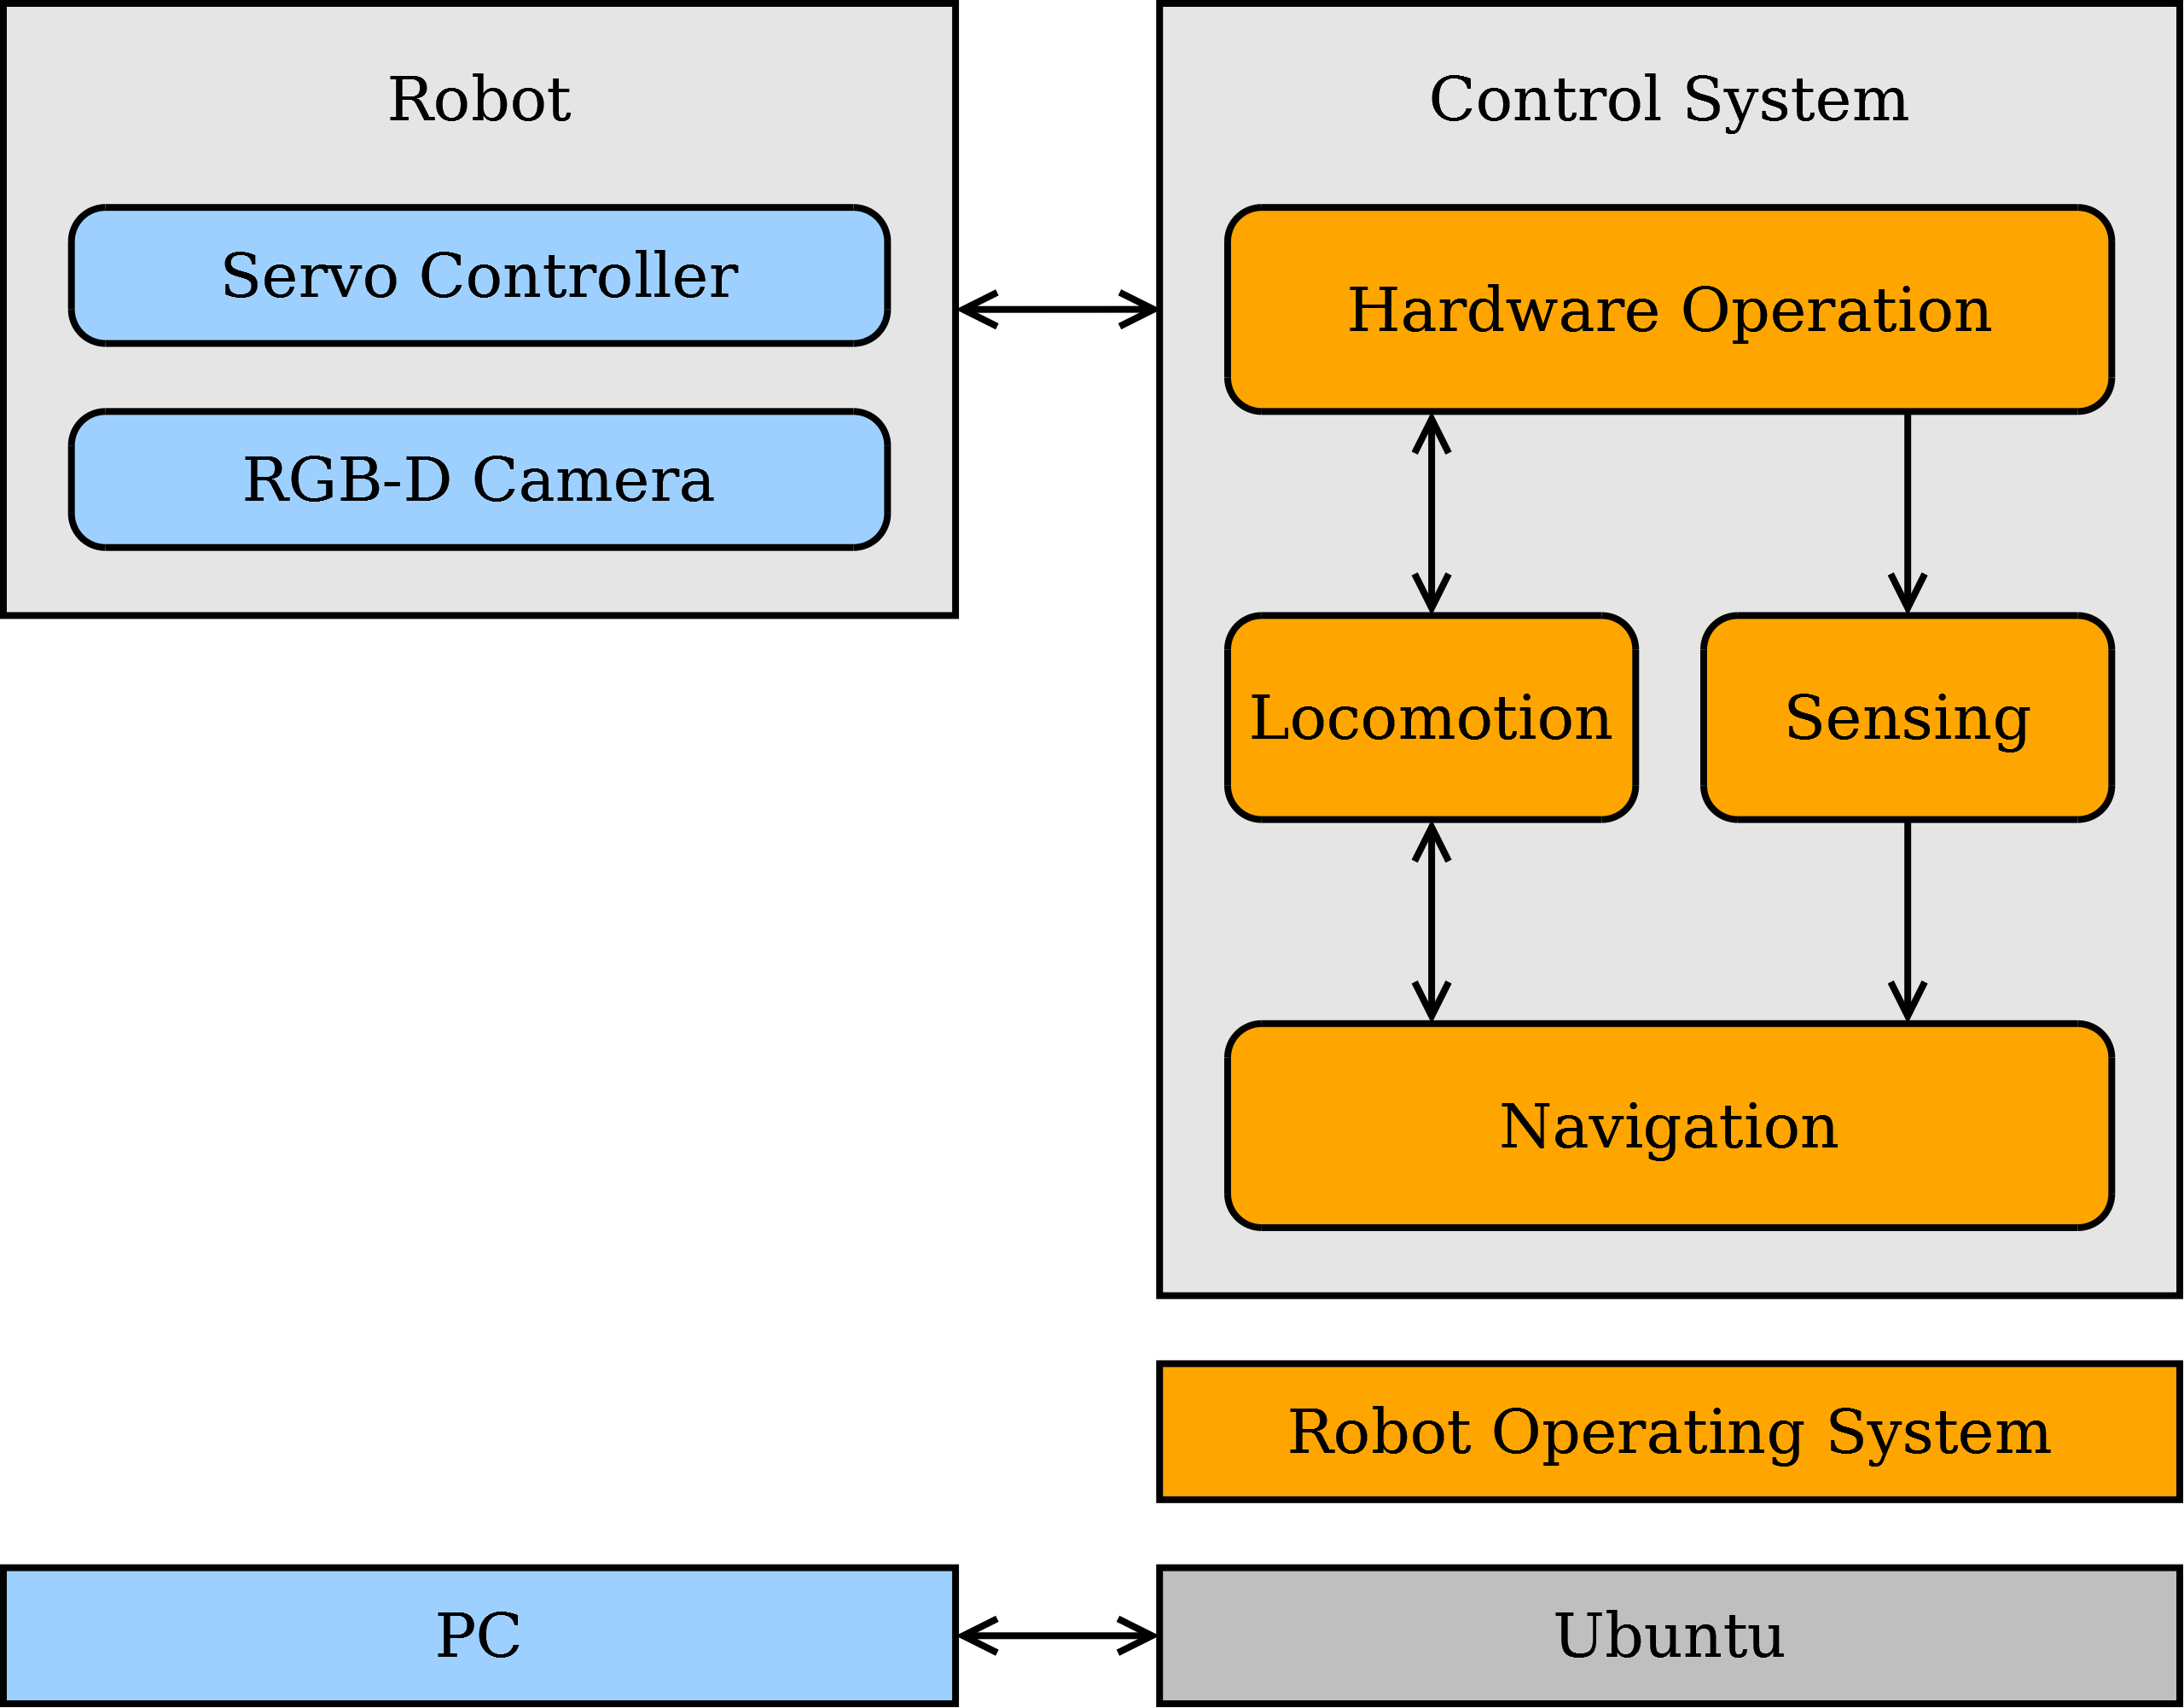 Robot
Servo Controller
RGB-D Camera
Control System
Hardware Operation
Locomotion
Sensing
Navigation
Robot Operating System
PC
Ubuntu